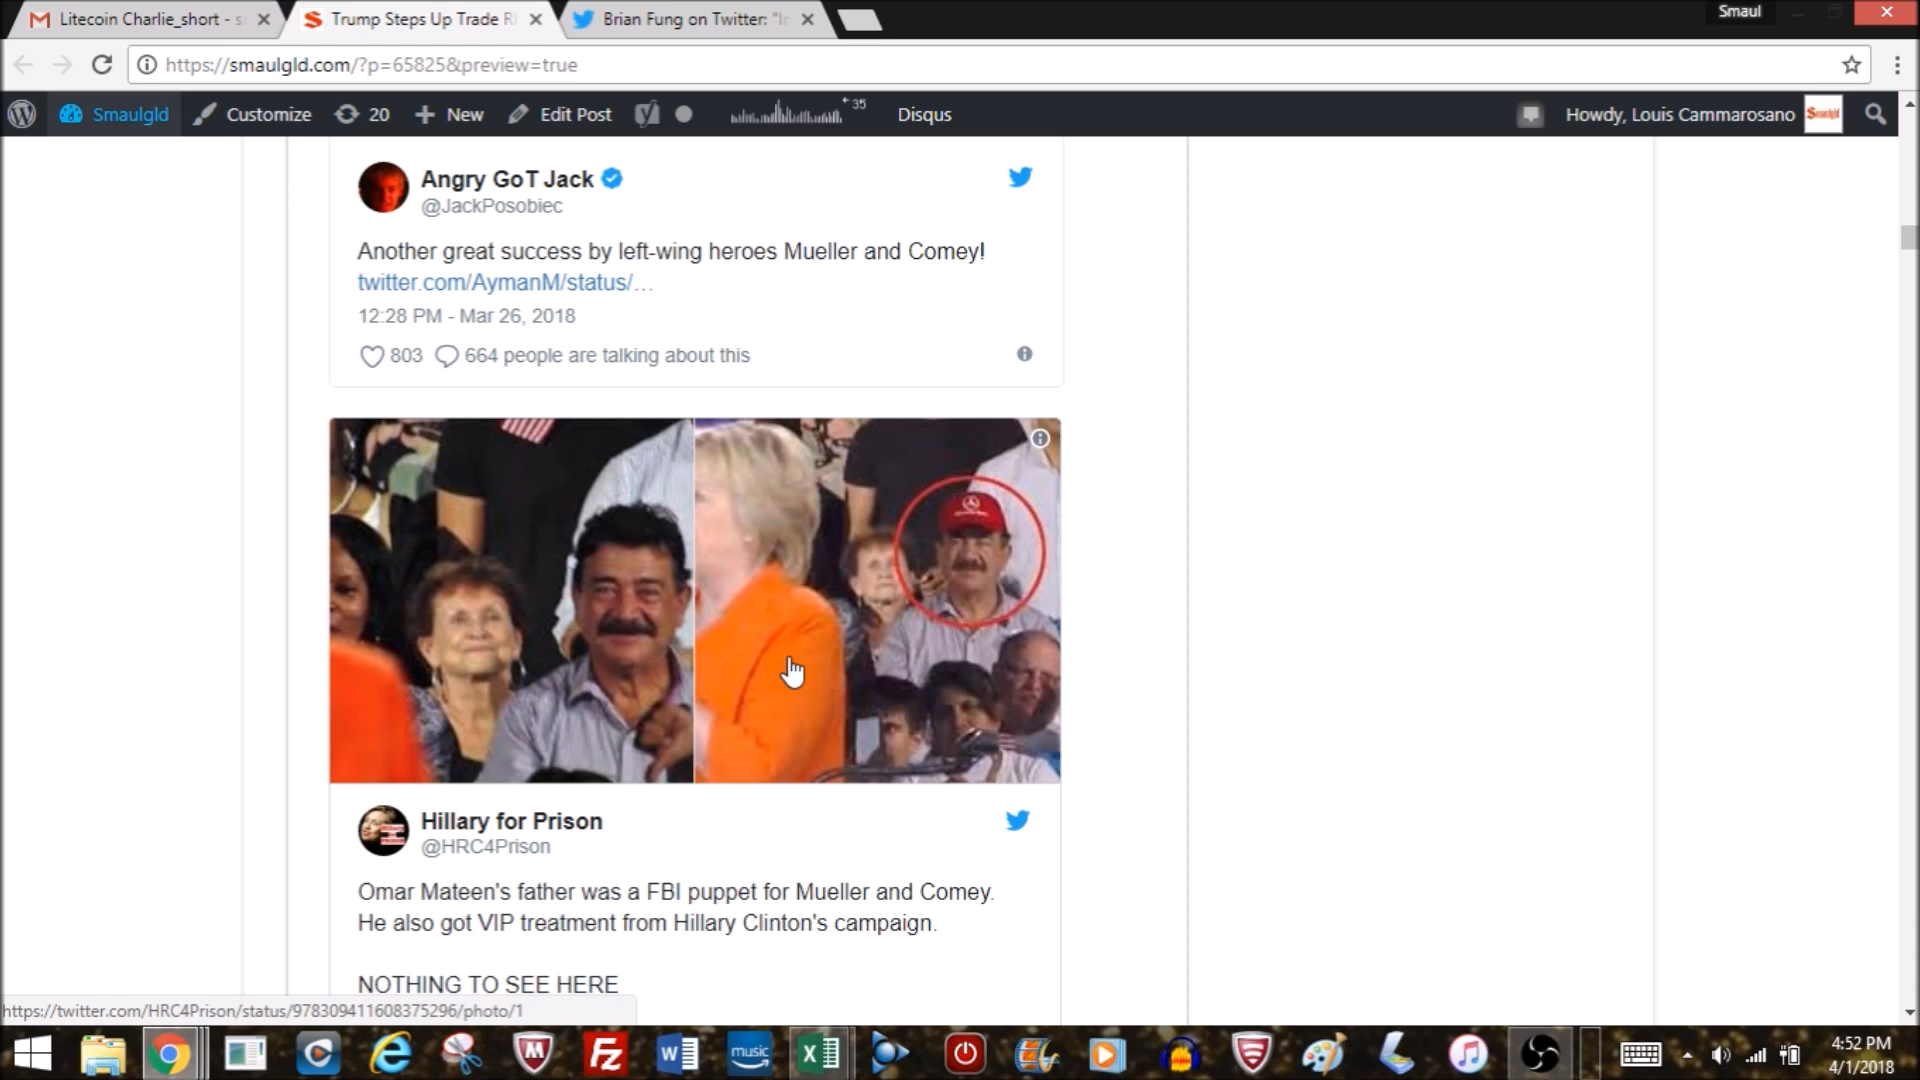 Litecoin Charlie_short - s
Trump Steps Up Trade R
Brian Fung on Twitter: "I
Smaul
https://smaulgld.com/?p=65825&preview=true
Smaulgld
Customize
20
New
Edit Post
35
Disqus
Howdy, Louis Cammarosano
Smaulgld
Angry GoT Jack
@JackPosobiec
Another great success by left-wing heroes Mueller and Comey!
twitter.com/AymanM/status/…
12:28 PM - Mar 26, 2018
803 664 people are talking about this
Hillary for Prison
@HRC4Prison
Omar Mateen's father was a FBI puppet for Mueller and Comey.
He also got VIP treatment from Hillary Clinton's campaign.
NOTHING TO SEE HERE
https://twitter.com/HRC4Prison/status/978309411608375296/photo/1
music
4:52 PM
4/1/2018